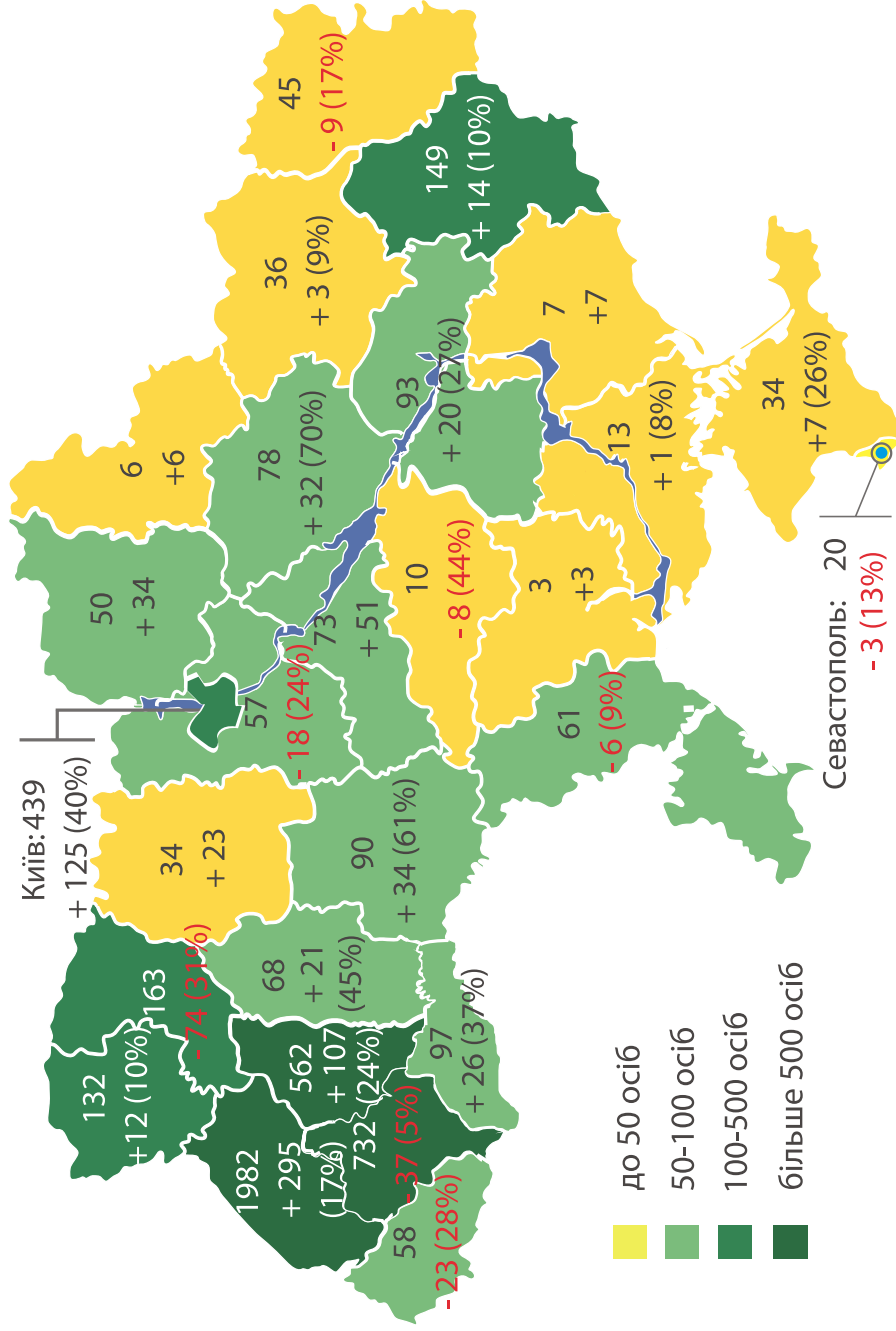 Київ: 439
+ 125 (40%)
132
+12 (10%)
163
- 74 (31%)
34
+ 23
50
+ 34
6
+6
1982
+ 295
(17%)
562
+ 107
(24%)
68
+ 21
(45%)
90
+ 34 (61%)
57
- 18 (24%)
73
+ 51
78
+ 32 (70%)
36
+ 3 (9%)
45
- 9 (17%)
58
- 23 (28%)
732
- 37 (5%)
97
+ 26 (37%)
10
- 8 (44%)
93
+ 20 (27%)
149
+ 14 (10%)
61
- 6 (9%)
3
+3
13
+ 1 (8%)
7
+7
34
+7 (26%)
Севастополь: 20
- 3 (13%)
до 50 осіб
50-100 осіб
100-500 осіб
більше 500 осіб